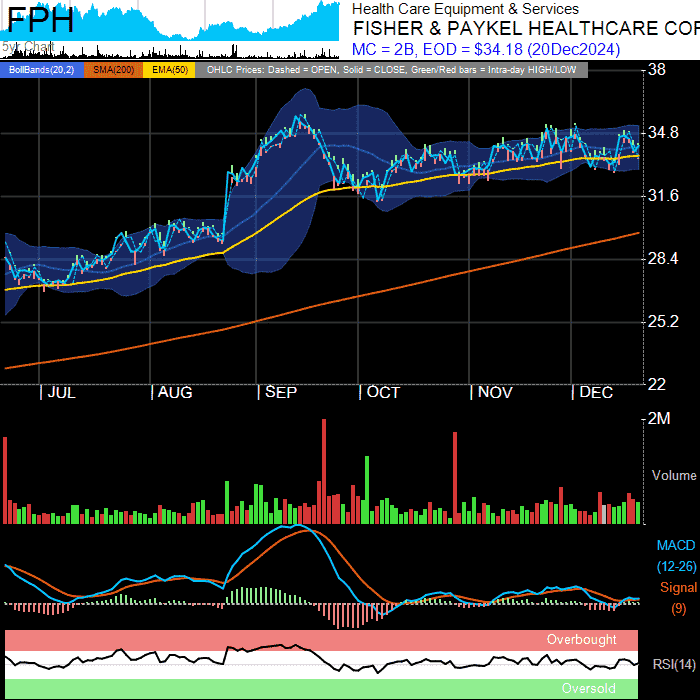 FPH
5yr Chart
Health Care Equipment & Services
FISHER & PAYKEL HEALTHCARE COR
MC = 2B, EOD = $34.18 (20Dec2024)
BollBands(20,2) SMA(200) EMA(50) OHLC Prices: Dashed = OPEN, Solid = CLOSE, Green/Red bars = Intra-day HIGH/LOW
38
34.8
31.6
28.4
25.2
22
| JUL | AUG | SEP | OCT | NOV | DEC
2M
Volume
MACD
(12-26)
Signal
(9)
Overbought
RSI(14)
Oversold